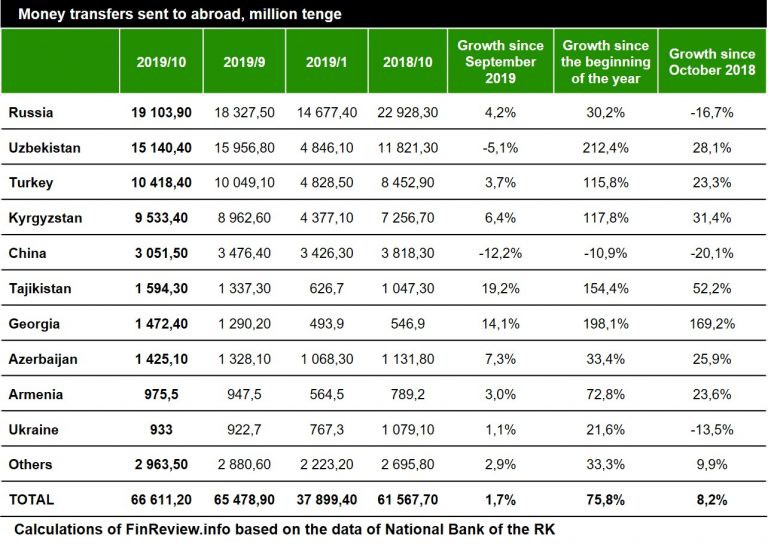 Money transfers sent to abroad, million tenge
2019/10 2019/9 2019/1 2018/10 Growth since September 2019 Growth since the beginning of the year Growth since October 2018
Russia 19 103,90 18 327,50 14 677,40 22 928,30 4,2% 30,2% -16,7%
Uzbekistan 15 140,40 15 956,80 4 846,10 11 821,30 -5,1% 212,4% 28,1%
Turkey 10 418,40 10 049,10 4 828,50 8 452,90 3,7% 115,8% 23,3%
Kyrgyzstan 9 533,40 8 962,60 4 377,10 7 256,70 6,4% 117,8% 31,4%
China 3 051,50 3 476,40 3 426,30 3 818,30 -12,2% -10,9% -20,1%
Tajikistan 1 594,30 1 337,30 626,7 1 047,30 19,2% 154,4% 52,2%
Georgia 1 472,40 1 290,20 493,9 546,9 14,1% 198,1% 169,2%
Azerbaijan 1 425,10 1 328,10 1 068,30 1 131,80 7,3% 33,4% 25,9%
Armenia 975,5 947,5 564,5 789,2 3,0% 72,8% 23,6%
Ukraine 933 922,7 767,3 1 079,10 1,1% 21,6% -13,5%
Others 2 963,50 2 880,60 2 223,20 2 695,80 2,9% 33,3% 9,9%
TOTAL 66 611,20 65 478,90 37 899,40 61 567,70 1,7% 75,8% 8,2%
Calculations of FinReview.info based on the data of National Bank of the RK